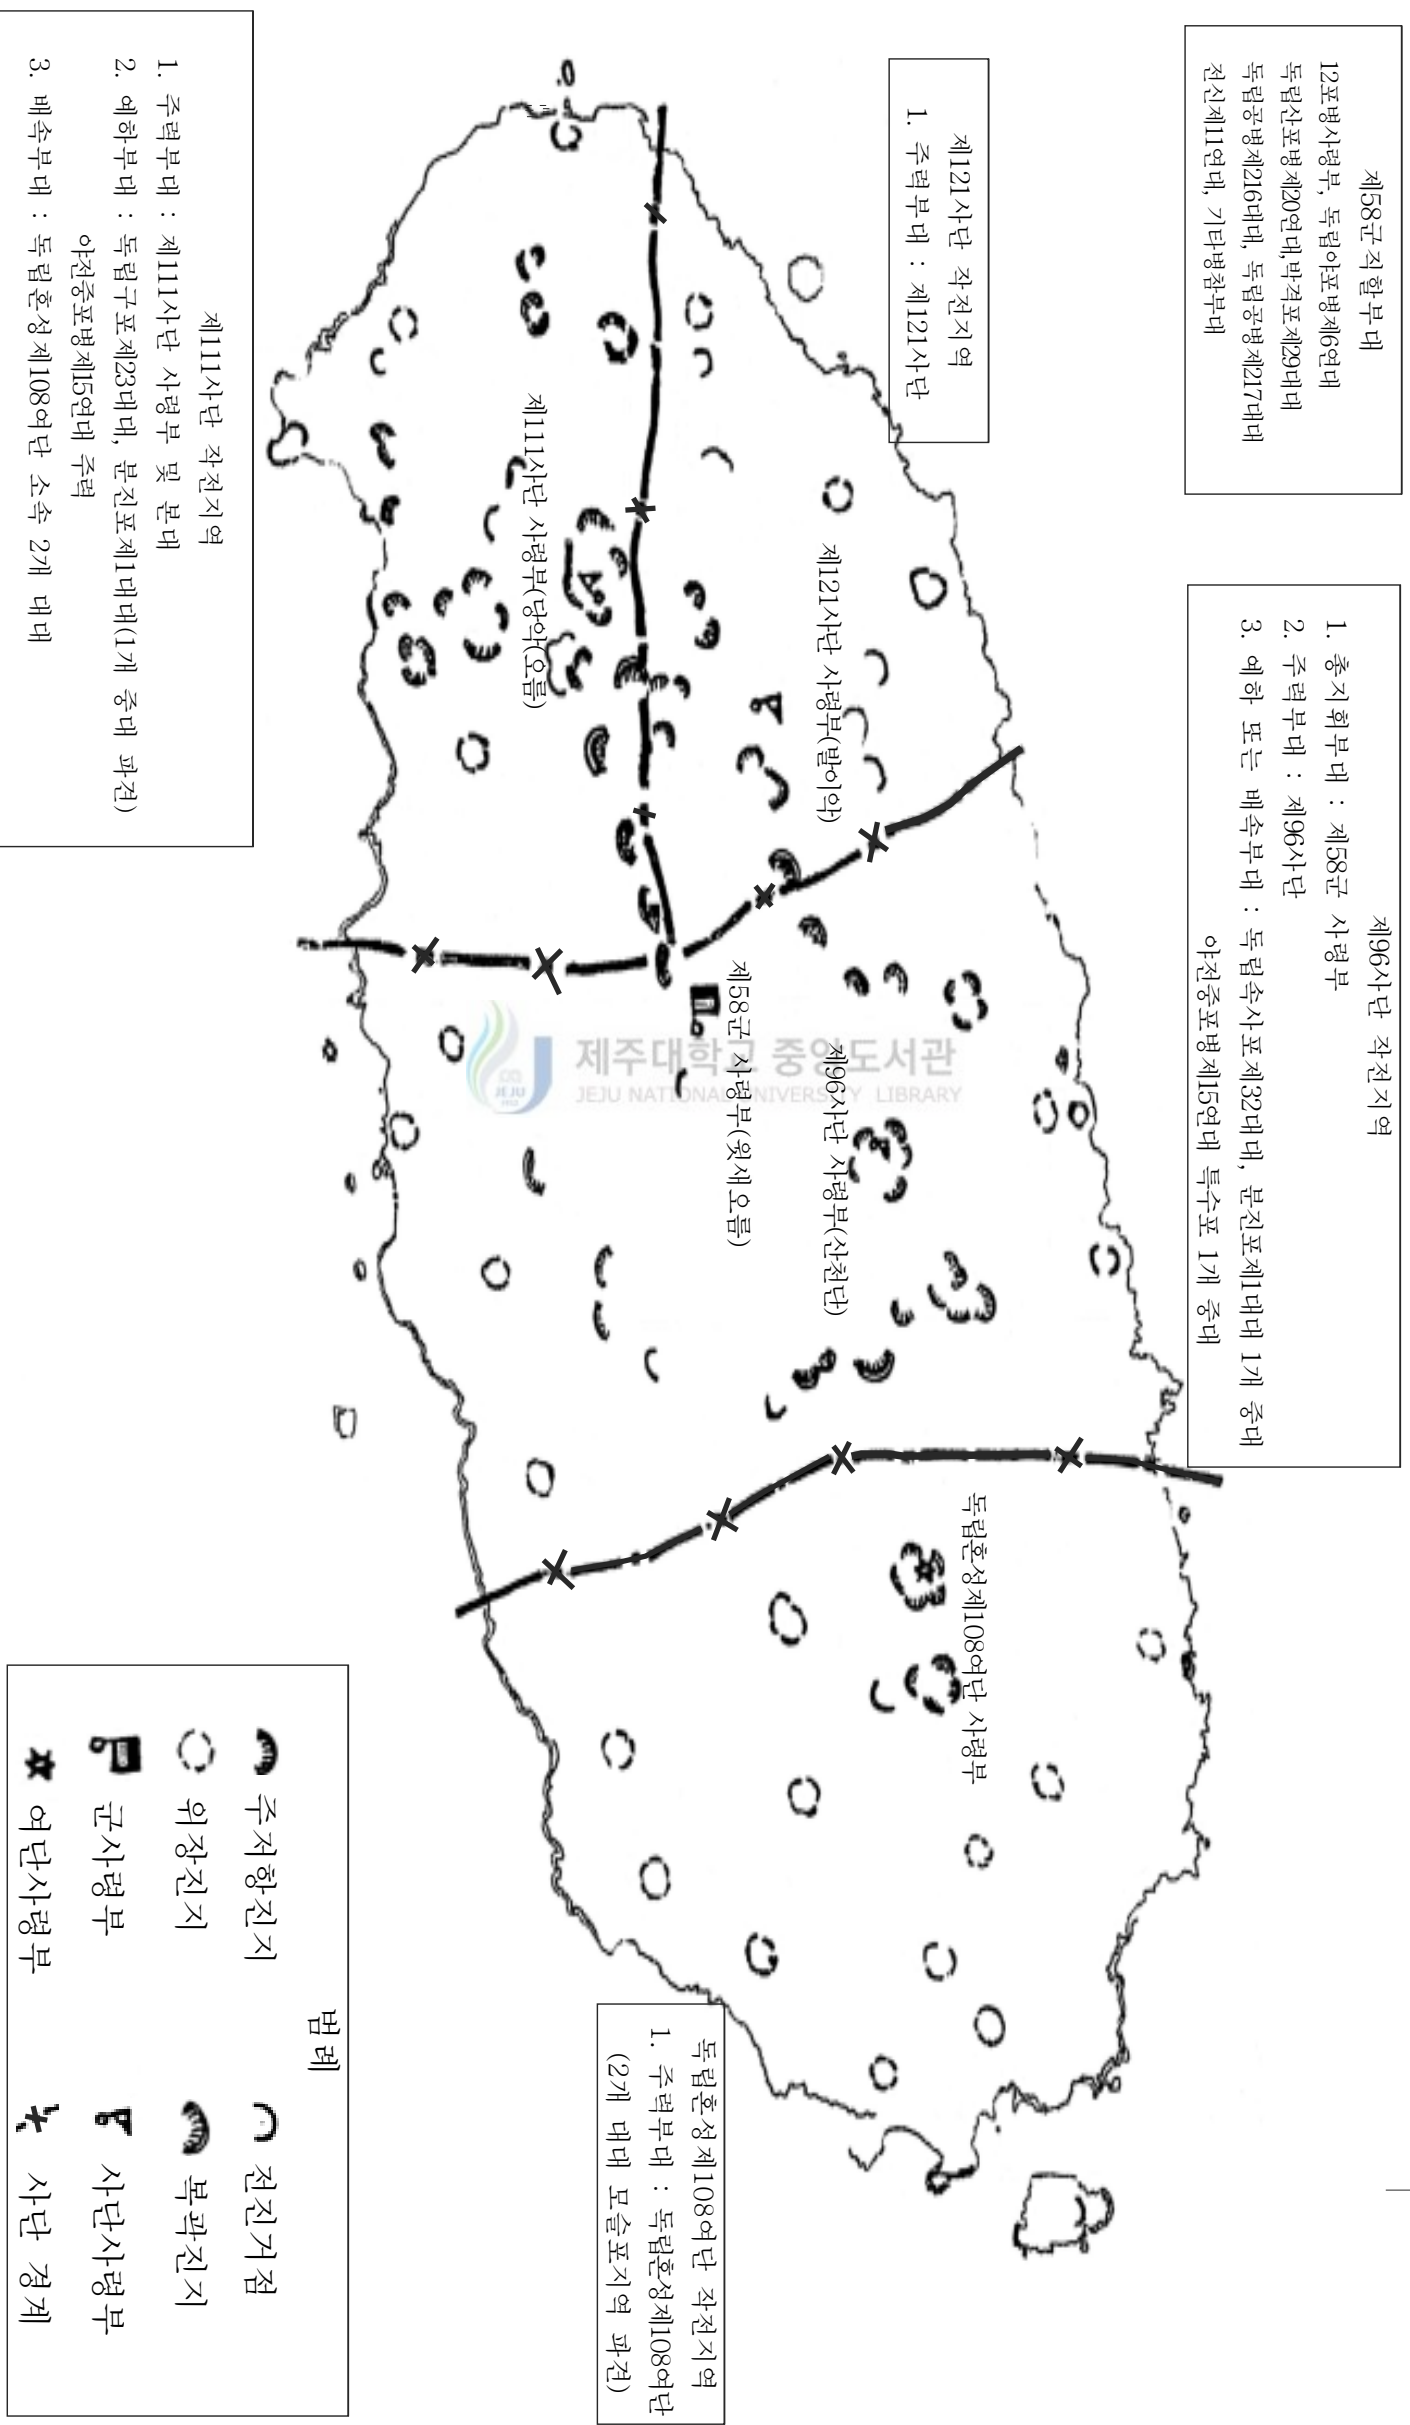 제58군직할부대
12포병사령부, 독립야포병제6연대
독립산포병제20연대,박격포제29대대
독립공병제216대대, 독립공병제217대대
전신제11연대, 기타병참부대
제96사단 작전지역
1. 총지휘부대 : 제58군 사령부
2. 주력부대 : 제96사단
3. 예하 또는 배속부대 : 독립속사포제32대대, 분진포제1대대 1개 중대
야전중포병제15연대 특수포 1개 중대
제121사단 작전지역
1. 주력부대 : 제121사단
제121사단 사령부(발이악)
제111사단 사령부(당악(오름)
제58군 사령부(윗세오름)
제96사단 사령부(산천단)
독립혼성제108여단 사령부
제주대학교 중앙도서관
JEJU NATIONAL UNIVERSITY LIBRARY
JEJU
1952
독립혼성제108여단 작전지역
1. 주력부대 : 독립혼성제108여단
(2개 대대 모슬포지역 파견)
제111사단 작전지역
1. 주력부대 : 제111사단 사령부 및 본대
2. 예하부대 : 독립구포제23대대, 분진포제1대대(1개 중대 파견)
야전중포병제15연대 주력
3. 배속부대 : 독립혼성제108여단 소속 2개 대대
범례
주저항진지
전진거점
위장진지
복곽진지
군사령부
사단사령부
여단사령부
사단 경계